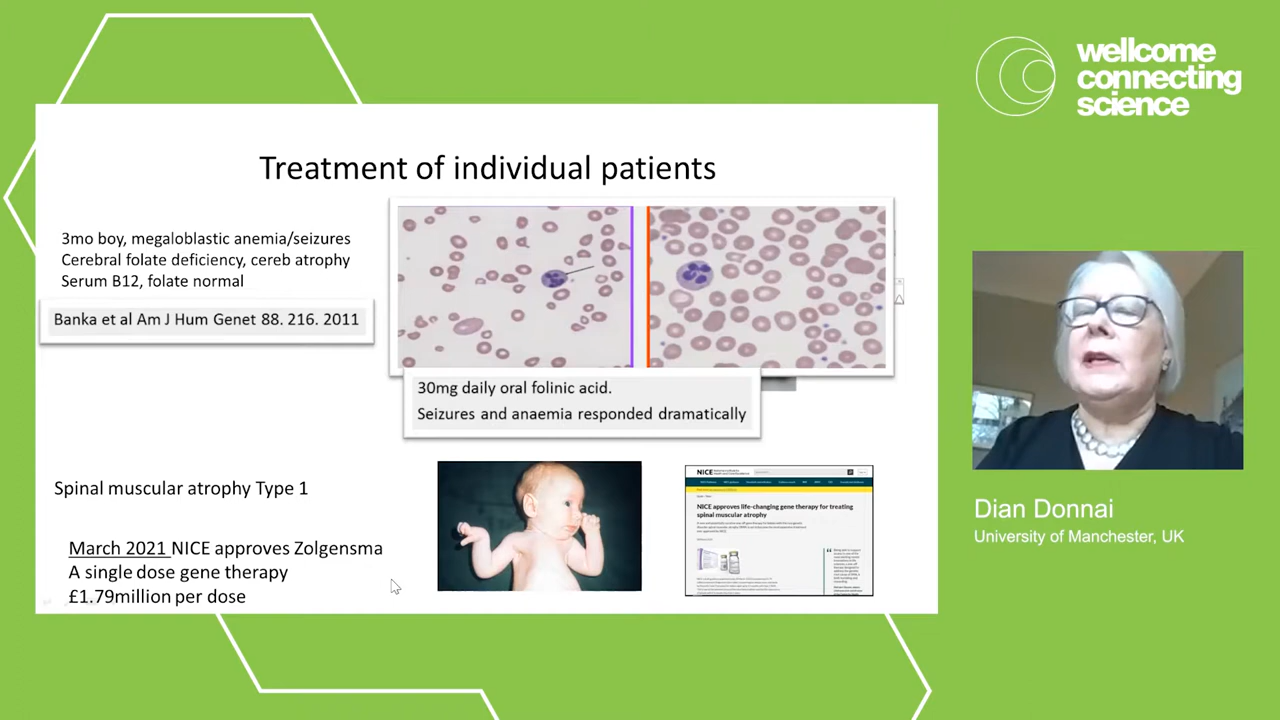 wellcome
connecting
science
Treatment of individual patients
3mo boy, megaloblastic anemia/seizures
Cerebral folate deficiency, cereb atrophy
Serum B12, folate normal
Banka et al Am J Hum Genet 88. 216. 2011
30mg daily oral folinic acid.
Seizures and anaemia responded dramatically
Spinal muscular atrophy Type 1
March 2021 NICE approves Zolgensma
A single dose gene therapy
£1.79million per dose
NICE
NICE approves life-changing gene therapy for treating
spinal muscular atrophy
Dian Donnai
University of Manchester, UK